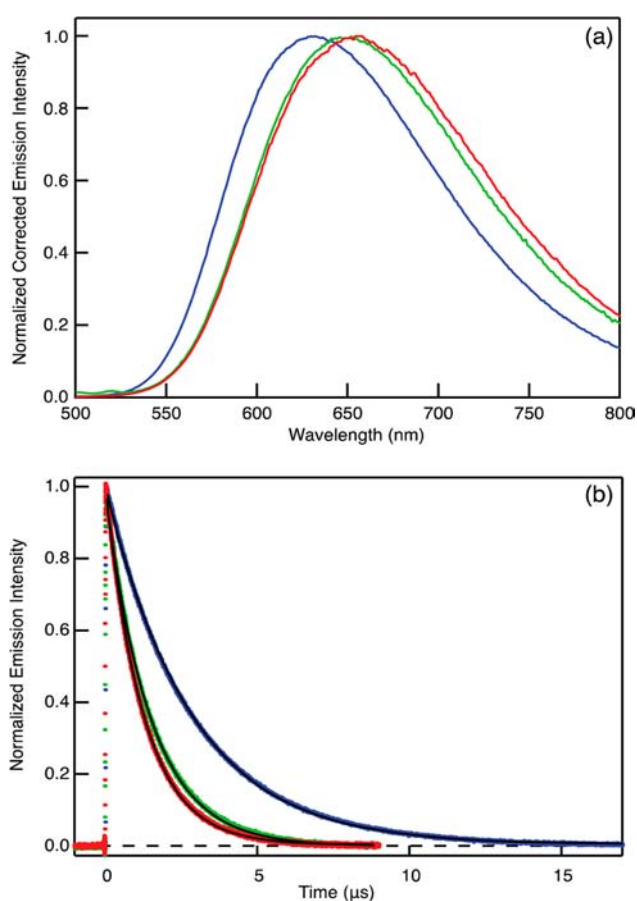 (a)
Normalized Corrected Emission Intensity
1.0
0.8
0.6
0.4
0.2
0.0
500 550 600 650 700 750 800
Wavelength (nm)
(b)
Normalized Emission Intensity
1.0
0.8
0.6
0.4
0.2
0.0
0 5 10 15
Time (μs)